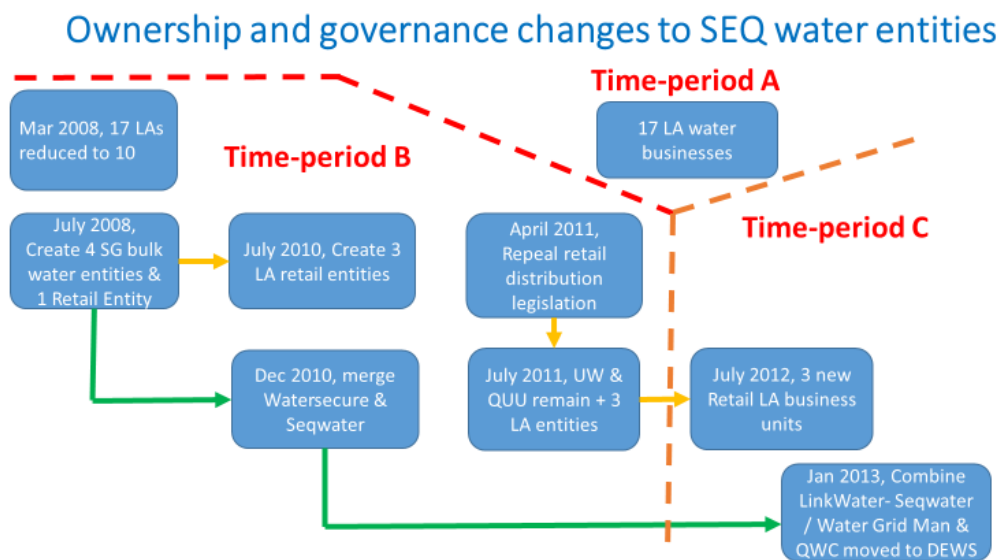 Ownership and governance changes to SEQ water entities
Time-period A
Mar 2008, 17 LAs
reduced to 10
17 LA water
businesses
Time-period B
Time-period C
July 2008,
Create 4 SG bulk
water entities &
1 Retail Entity
July 2010, Create 3
LA retail entities
April 2011,
Repeal retail
distribution
legislation
Dec 2010, merge
Watersecure &
Seqwater
July 2011, UW &
QUU remain + 3
LA entities
July 2012, 3 new
Retail LA business
units
Jan 2013, Combine
LinkWater- Seqwater
/ Water Grid Man &
QWC moved to DEWS